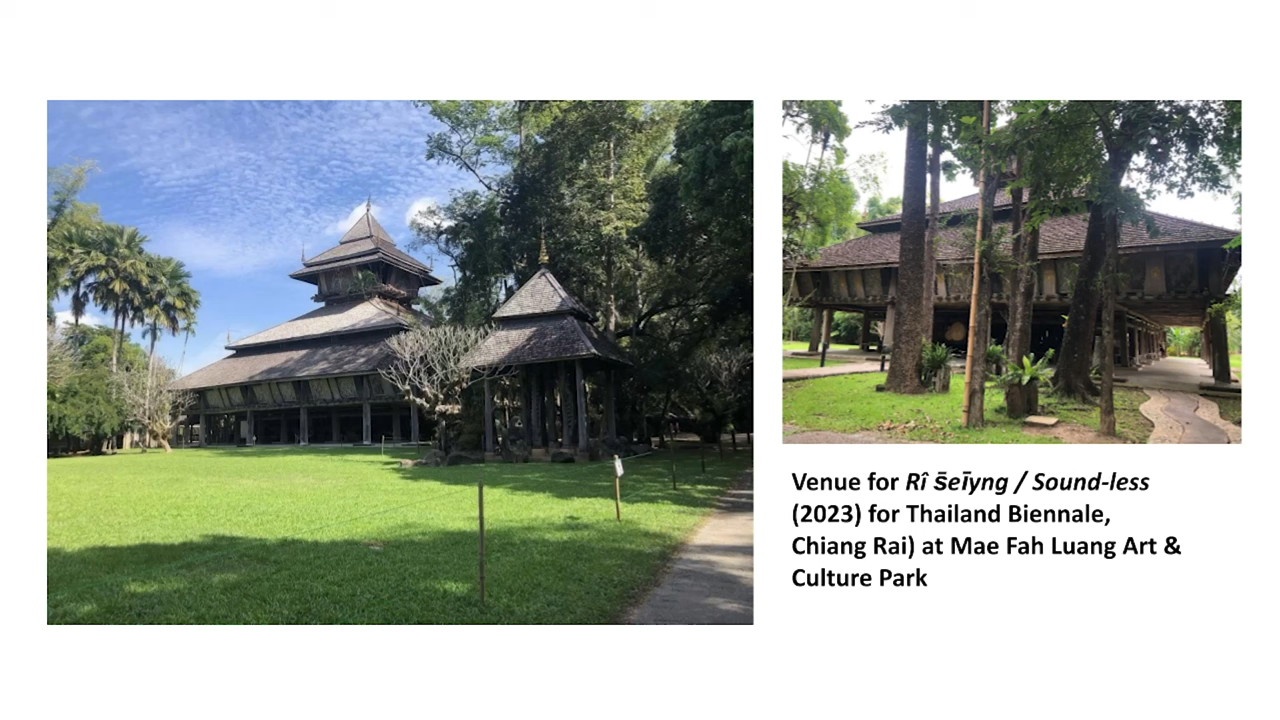 Venue for Rî s̄eīyng / Sound-less
(2023) for Thailand Biennale,
Chiang Rai) at Mae Fah Luang Art &
Culture Park